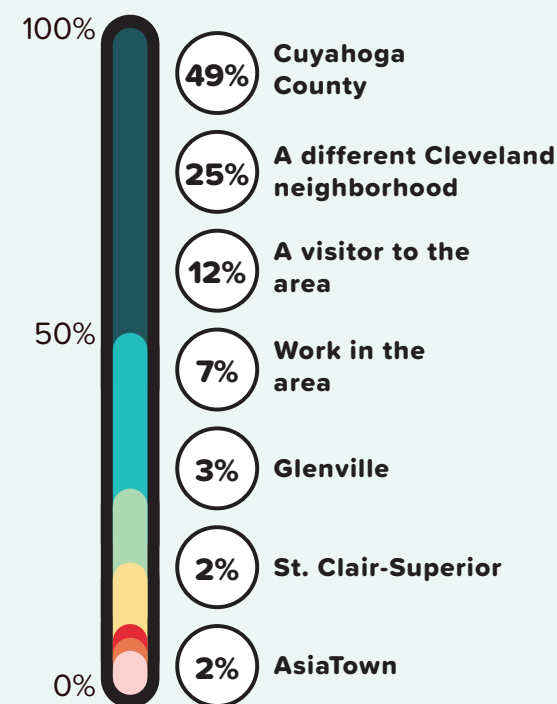 100%
49%
Cuyahoga
County
25%
A different Cleveland
neighborhood
12%
A visitor to the
area
50%
7%
Work in the
area
3%
Glenville
2%
St. Clair-Superior
2%
AsiaTown
0%